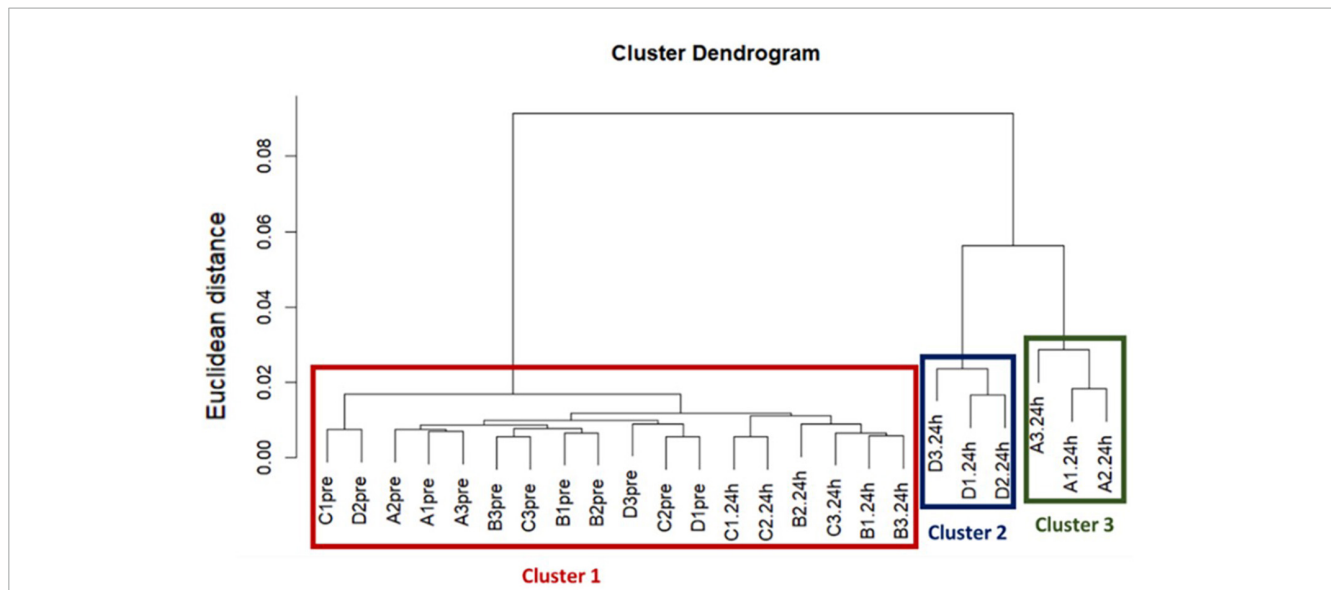 Cluster Dendrogram
Euclidean distance
0.08
0.06
0.04
0.02
0.00
C1pre
D2pre
A2pre
A1pre
A3pre
B3pre
C3pre
B1pre
B2pre
D3pre
C2pre
D1pre
C1.24h
C2.24h
B2.24h
C3.24h
B1.24h
B3.24h
D3.24h
D1.24h
D2.24h
A3.24h
A1.24h
A2.24h
Cluster 1
Cluster 2
Cluster 3